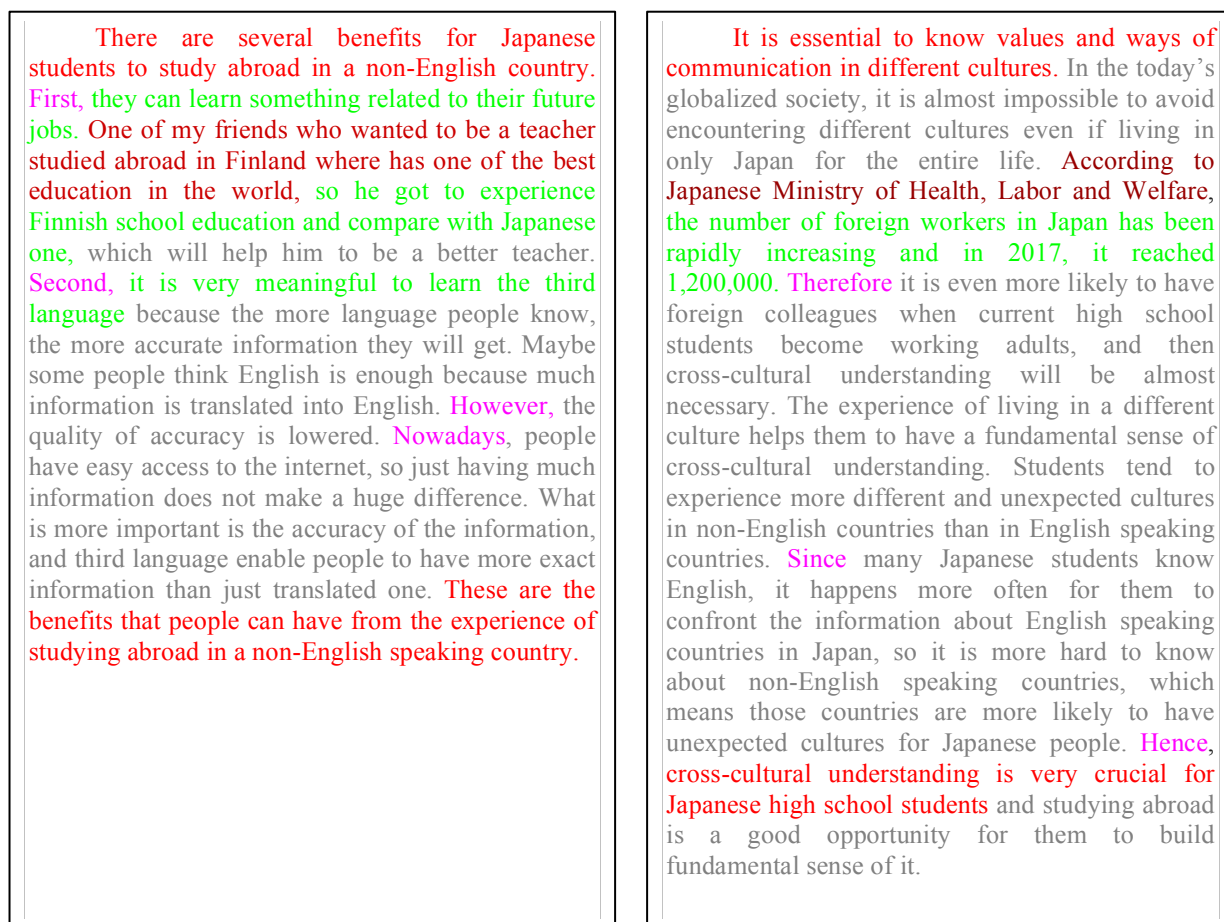 There are several benefits for Japanese
students to study abroad in a non-English country.
First, they can learn something related to their future
jobs. One of my friends who wanted to be a teacher
studied abroad in Finland where has one of the best
education in the world, so he got to experience
Finnish school education and compare with Japanese
one, which will help him to be a better teacher.
Second, it is very meaningful to learn the third
language because the more language people know,
the more accurate information they will get. Maybe
some people think English is enough because much
information is translated into English. However, the
quality of accuracy is lowered. Nowadays, people
have easy access to the internet, so just having much
information does not make a huge difference. What
is more important is the accuracy of the information,
and third language enable people to have more exact
information than just translated one. These are the
benefits that people can have from the experience of
studying abroad in a non-English speaking country.
It is essential to know values and ways of
communication in different cultures. In the today's
globalized society, it is almost impossible to avoid
encountering different cultures even if living in
only Japan for the entire life. According to
Japanese Ministry of Health, Labor and Welfare,
the number of foreign workers in Japan has been
rapidly increasing and in 2017, it reached
1,200,000. Therefore it is even more likely to have
foreign colleagues when current high school
students become working adults, and then
cross-cultural understanding will be almost
necessary. The experience of living in a different
culture helps them to have a fundamental sense of
cross-cultural understanding. Students tend to
experience more different and unexpected cultures
in non-English countries than in English speaking
countries. Since many Japanese students know
English, it happens more often for them to
confront the information about English speaking
countries in Japan, so it is more hard to know
about non-English speaking countries, which
means those countries are more likely to have
unexpected cultures for Japanese people. Hence,
cross-cultural understanding is very crucial for
Japanese high school students and studying abroad
is a good opportunity for them to build
fundamental sense of it.